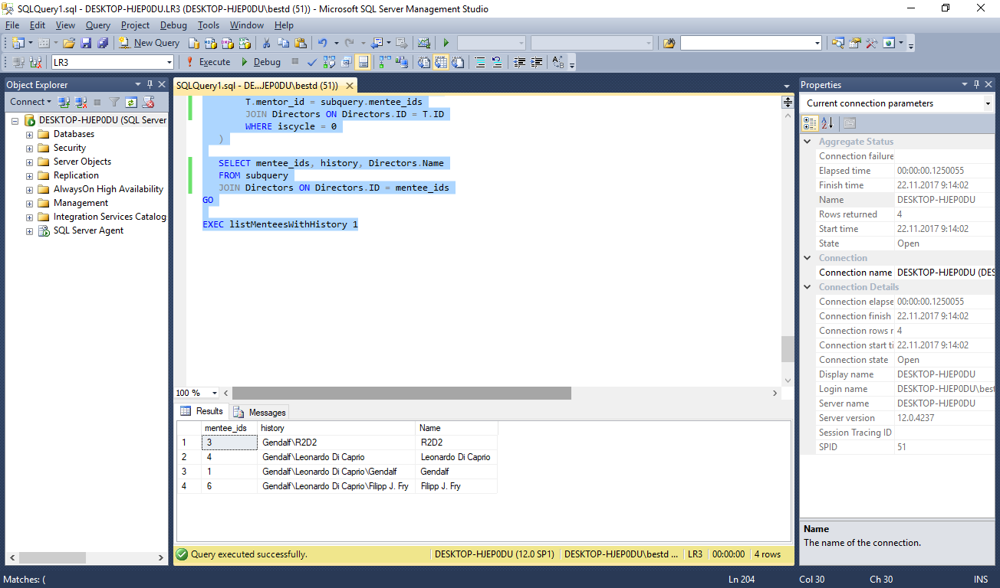 SQLQuery1.sql - DESKTOP-HJEP0DU.LR3 (DESKTOP-HJEP0DU\bestd (51)) - Microsoft SQL Server Management Studio
File Edit View Query Project Debug Tools Window Help
New Query
LR3 Execute Debug
Object Explorer
Connect
DESKTOP-HJEP0DU (SQL Server
Databases
Security
Server Objects
Replication
AlwaysOn High Availability
Management
Integration Services Catalog
SQL Server Agent
SQLQuery1.sql - DE...JEP0DU\bestd (51))
T.mentor_id = subquery.mentee_ids
JOIN Directors ON Directors.ID = T.ID
WHERE iscycle = 0
)
SELECT mentee_ids, history, Directors.Name
FROM subquery
JOIN Directors ON Directors.ID = mentee_ids
GO
EXEC listMenteesWithHistory 1
100 %
Results Messages
mentee_ids history Name
1 3 Gendalf\R2D2 R2D2
2 4 Gendalf\Leonardo Di Caprio Leonardo Di Caprio
3 1 Gendalf\Leonardo Di Caprio\Gendalf Gendalf
4 6 Gendalf\Leonardo Di Caprio\Filipp J. Fry Filipp J. Fry
Query executed successfully. DESKTOP-HJEP0DU (12.0 SP1) DESKTOP-HJEP0DU\bestd ... LR3 00:00:00 4 rows
Properties
Current connection parameters
Aggregate Status
Connection failure
Elapsed time 00:00:00.1250055
Finish time 22.11.2017 9:14:02
Name DESKTOP-HJEP0DU
Rows returned 4
Start time 22.11.2017 9:14:02
State Open
Connection
Connection name DESKTOP-HJEP0DU (DES
Connection Details
Connection elapse 00:00:00.1250055
Connection finish 22.11.2017 9:14:02
Connection rows r 4
Connection start ti 22.11.2017 9:14:02
Connection state Open
Display name DESKTOP-HJEP0DU
Login name DESKTOP-HJEP0DU\best
Server name DESKTOP-HJEP0DU
Server version 12.0.4237
Session Tracing ID
SPID 51
Name
The name of the connection.
Matches: ( Ln 204 Col 30 Ch 30 INS